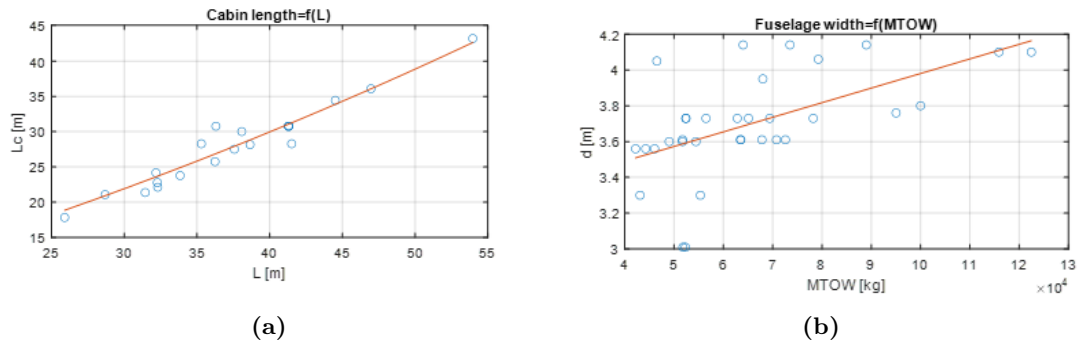 Cabin length=f(L)
45
40
35
30
25
20
15
Lc [m]
25 30 35 40 45 50 55
L [m]
(a)
Fuselage width=f(MTOW)
4.2
4
3.8
3.6
3.4
3.2
3
d [m]
4 5 6 7 8 9 10 11 12 13
MTOW [kg]
×10⁴
(b)